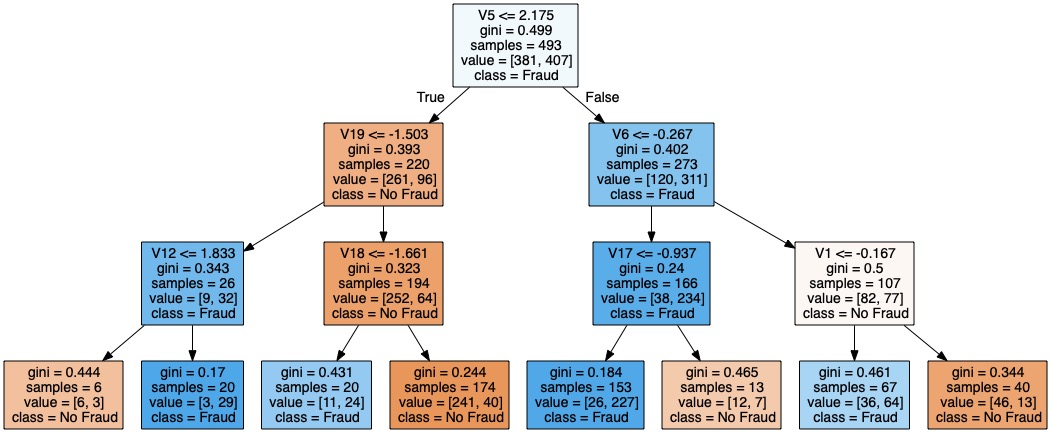 V5 <= 2.175
gini = 0.499
samples = 493
value = [381, 407]
class = Fraud
True
False
V19 <= -1.503
gini = 0.393
samples = 220
value = [261, 96]
class = No Fraud
V6 <= -0.267
gini = 0.402
samples = 273
value = [120, 311]
class = Fraud
V12 <= 1.833
gini = 0.343
samples = 26
value = [9, 32]
class = Fraud
V18 <= -1.661
gini = 0.323
samples = 194
value = [252, 64]
class = No Fraud
V17 <= -0.937
gini = 0.24
samples = 166
value = [38, 234]
class = Fraud
V1 <= -0.167
gini = 0.5
samples = 107
value = [82, 77]
class = No Fraud
gini = 0.444
samples = 6
value = [6, 3]
class = No Fraud
gini = 0.17
samples = 20
value = [3, 29]
class = Fraud
gini = 0.431
samples = 20
value = [11, 24]
class = Fraud
gini = 0.244
samples = 174
value = [241, 40]
class = No Fraud
gini = 0.184
samples = 153
value = [26, 227]
class = Fraud
gini = 0.465
samples = 13
value = [12, 7]
class = No Fraud
gini = 0.461
samples = 67
value = [36, 64]
class = Fraud
gini = 0.344
samples = 40
value = [46, 13]
class = No Fraud